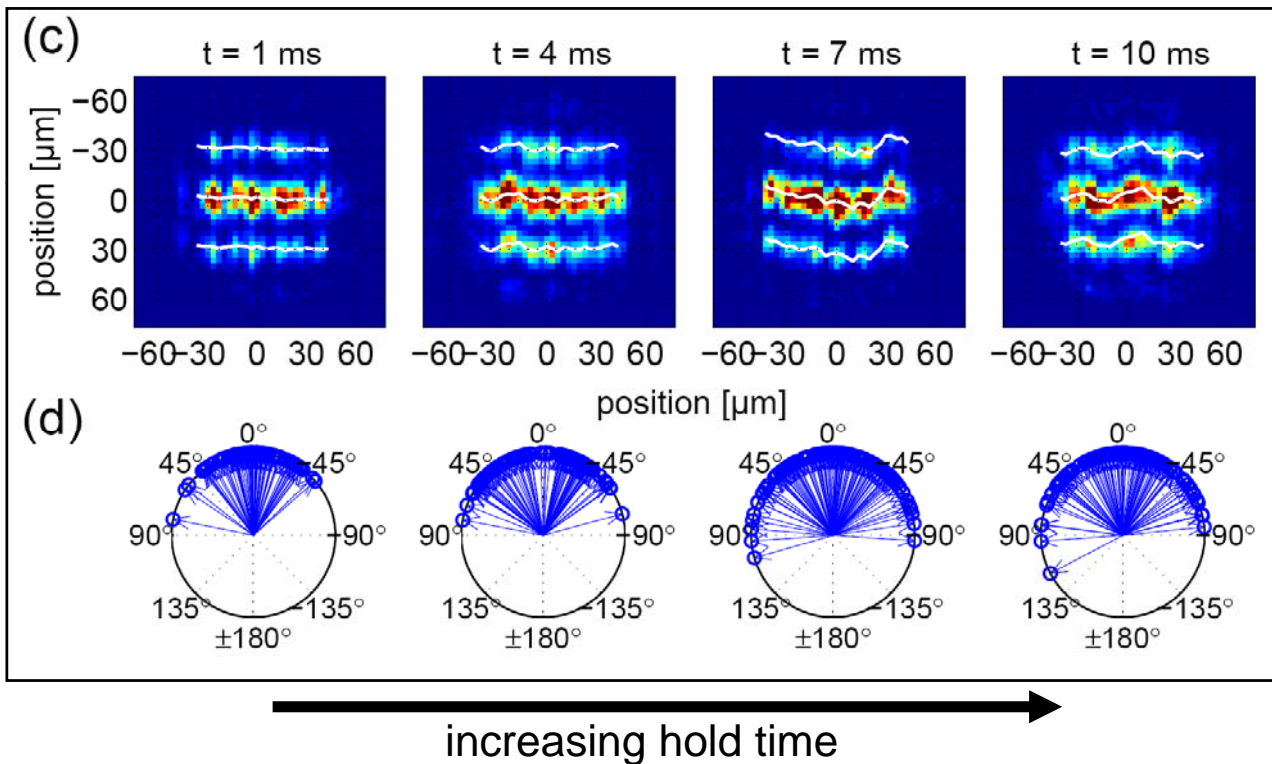 (c)
t = 1 ms t = 4 ms t = 7 ms t = 10 ms
position [µm]
−60
−30
0
30
60
−60 −30 0 30 60 −60 −30 0 30 60 −60 −30 0 30 60 −60 −30 0 30 60
position [µm]
(d)
0° 0° 0° 0°
45° −45° 45° −45° 45° −45° 45° −45°
90° −90° 90° −90° 90° −90° 90° −90°
135° −135° 135° −135° 135° −135° 135° −135°
±180° ±180° ±180° ±180°
increasing hold time